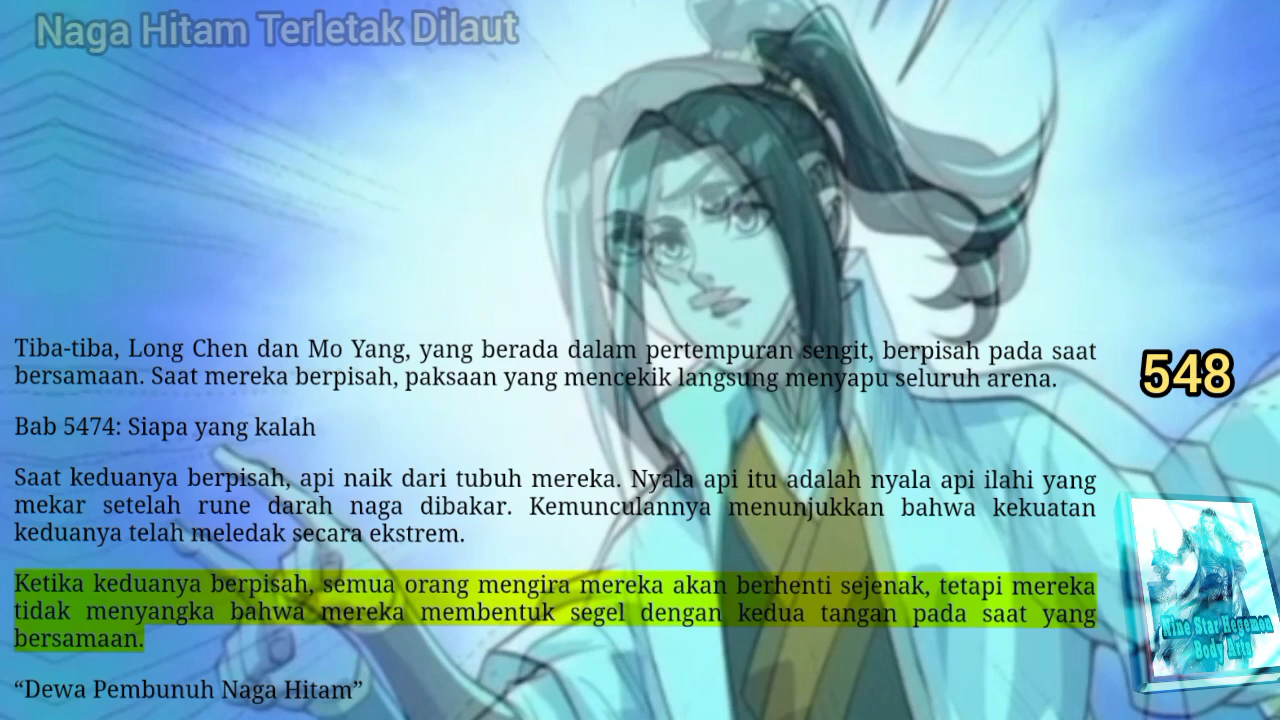 Naga Hitam Terletak Dilaut
Tiba-tiba, Long Chen dan Mo Yang, yang berada dalam pertempuran sengit, berpisah pada saat
bersamaan. Saat mereka berpisah, paksaan yang mencekik langsung menyapu seluruh arena.
548
Bab 5474: Siapa yang kalah
Saat keduanya berpisah, api naik dari tubuh mereka. Nyala api itu adalah nyala api ilahi yang
mekar setelah rune darah naga dibakar. Kemunculannya menunjukkan bahwa kekuatan
keduanya telah meledak secara ekstrem.
Ketika keduanya berpisah, semua orang mengira mereka akan berhenti sejenak, tetapi mereka
tidak menyangka bahwa mereka membentuk segel dengan kedua tangan pada saat yang
bersamaan.
“Dewa Pembunuh Naga Hitam”
Nine Star Hegemon
Body Arts